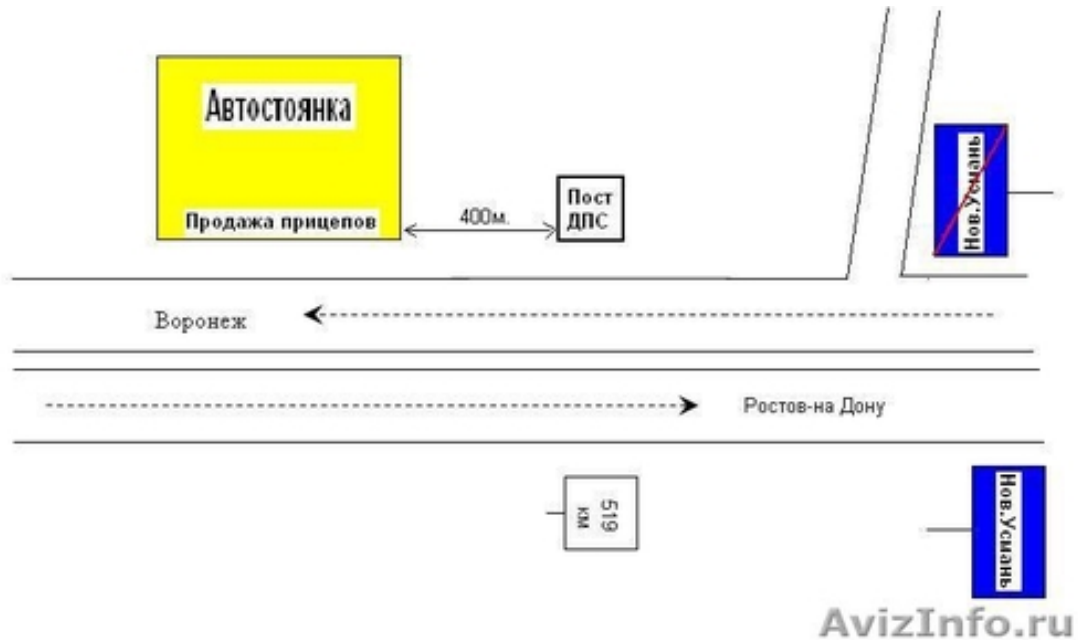 Автостоянка
Продажа прицепов
400м.
Пост
ДПС
Нов.Усмань
Воронеж
Ростов-на Дону
519
км
Нов.Усмань
AvizInfo.ru